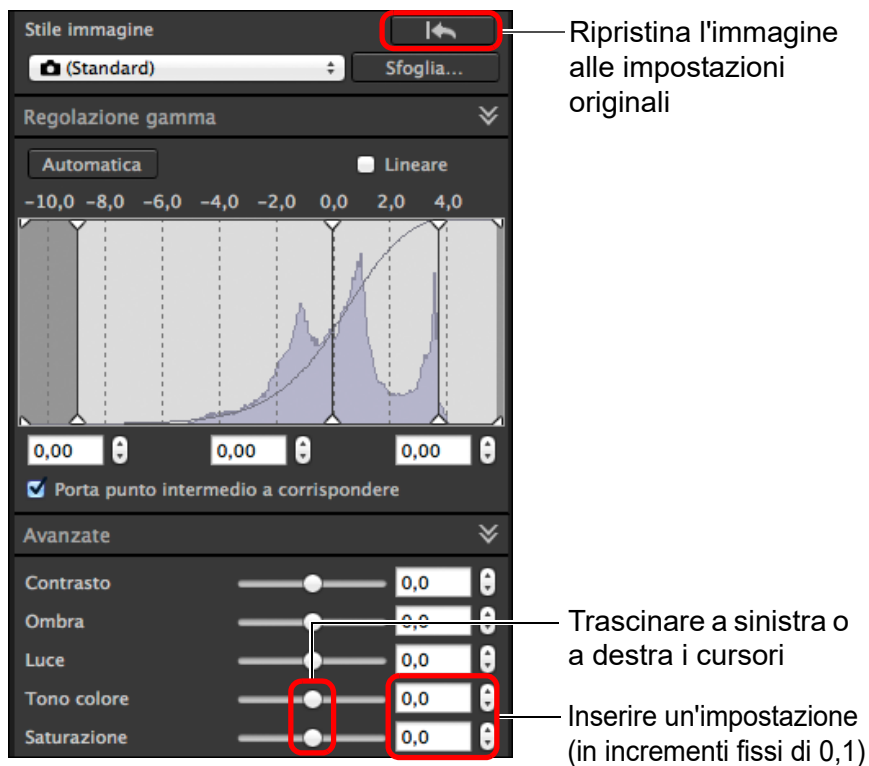 Stile immagine
Ripristina l'immagine
alle impostazioni
originali
(Standard)
Sfoglia...
Regolazione gamma
Automatica
Lineare
-10,0 -8,0 -6,0 -4,0 -2,0 0,0 2,0 4,0
0,00 0,00 0,00
Porta punto intermedio a corrispondere
Avanzate
Contrasto 0,0
Ombra 0,0
Luce 0,0
Trascinare a sinistra o
a destra i cursori
Tono colore 0,0
Saturazione 0,0
Inserire un'impostazione
(in incrementi fissi di 0,1)